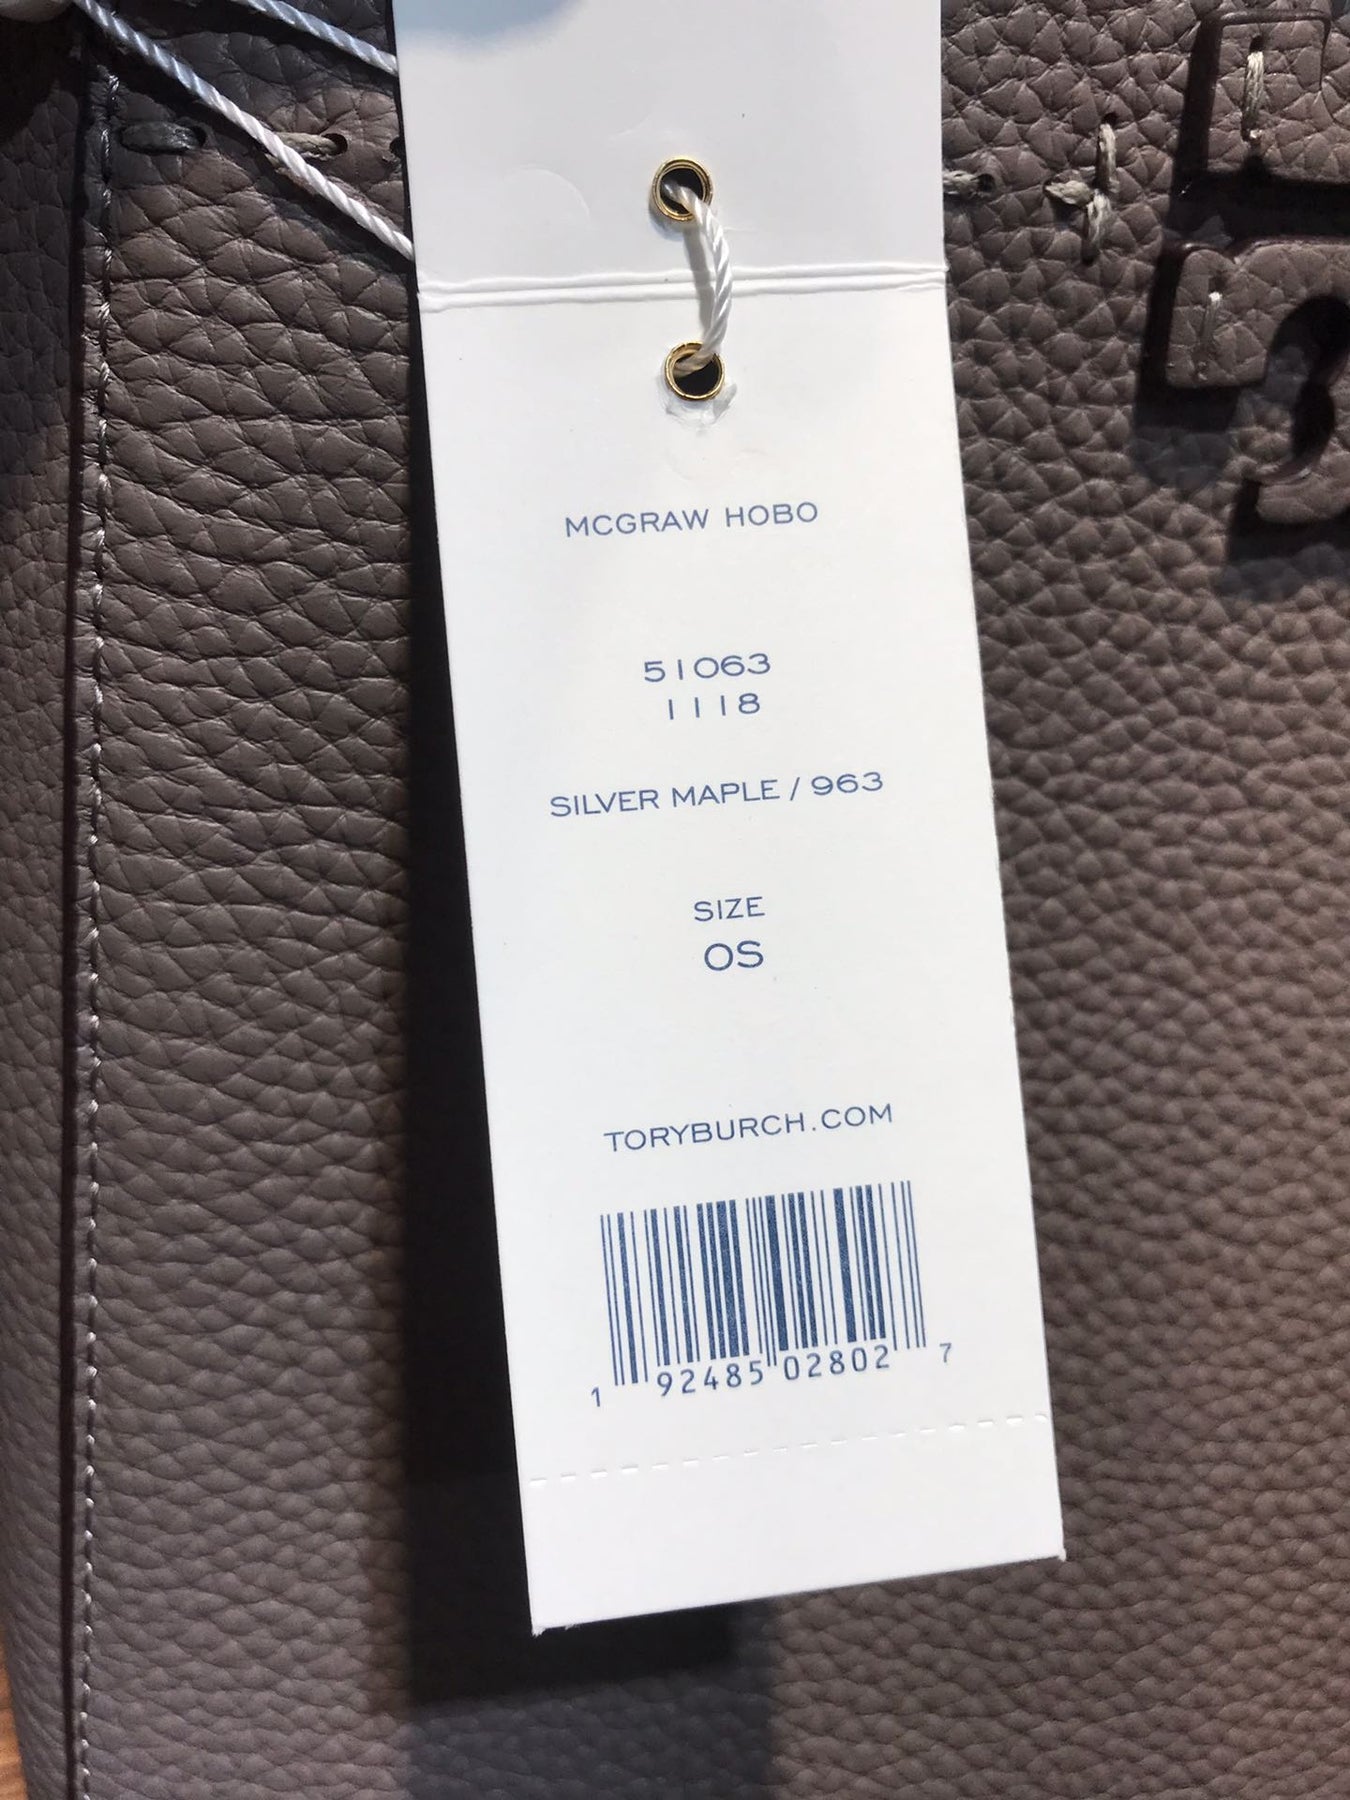 MCGRAW HOBO
51063
1118
SILVER MAPLE / 963
SIZE
OS
TORYBURCH.COM
1 92485 02802 7